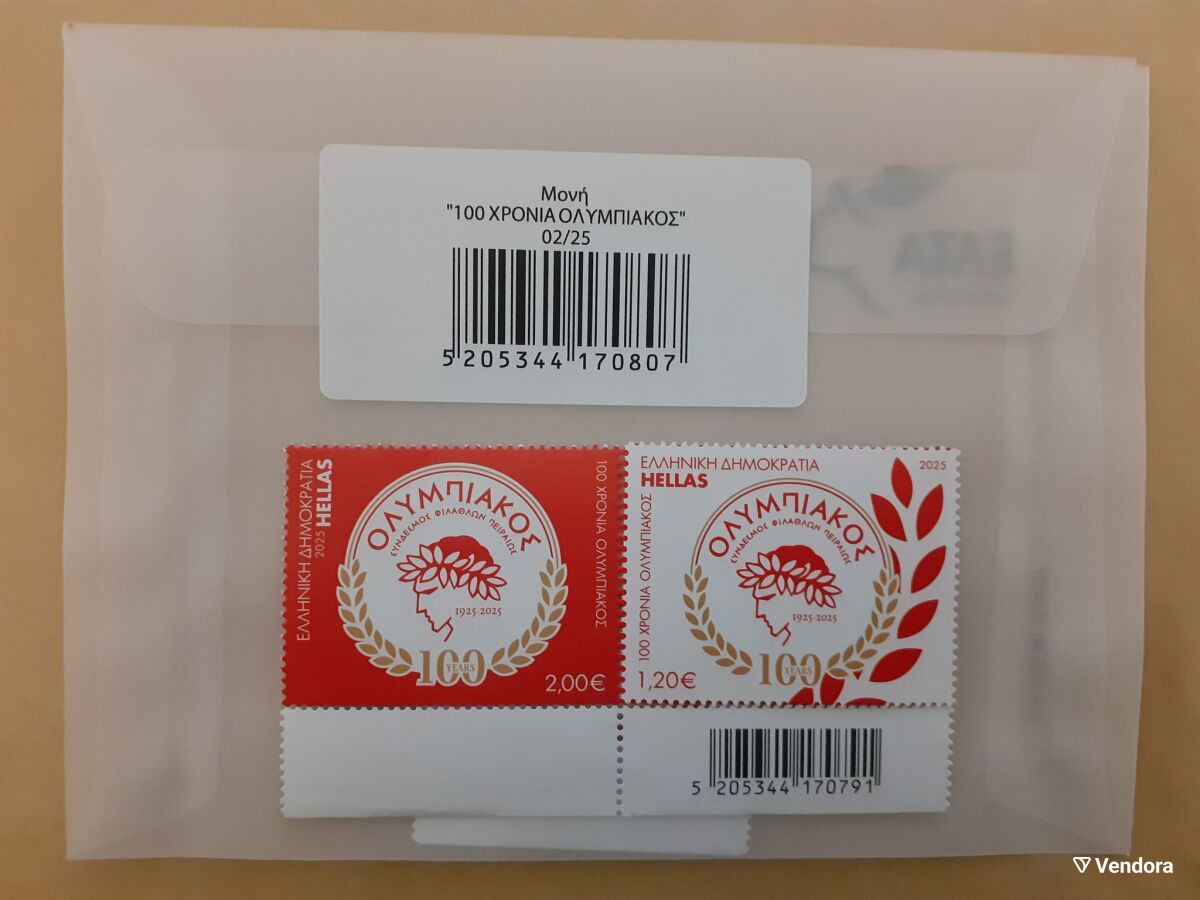 Μονή
"100 ΧΡΟΝΙΑ ΟΛΥΜΠΙΑΚΟΣ"
02/25
5 205344 170807
ΕΛΛΗΝΙΚΗ ΔΗΜΟΚΡΑΤΙΑ
2025 HELLAS
ΟΛΥΜΠΙΑΚΟΣ
ΣΥΝΔΕΣΜΟΣ ΦΙΛΑΘΛΩΝ ΠΕΙΡΑΙΩΣ
1925-2025
100
YEARS
100 ΧΡΟΝΙΑ ΟΛΥΜΠΙΑΚΟΣ
2,00€
ΕΛΛΗΝΙΚΗ ΔΗΜΟΚΡΑΤΙΑ
HELLAS
2025
100 ΧΡΟΝΙΑ ΟΛΥΜΠΙΑΚΟΣ
ΟΛΥΜΠΙΑΚΟΣ
ΣΥΝΔΕΣΜΟΣ ΦΙΛΑΘΛΩΝ ΠΕΙΡΑΙΩΣ
1925-2025
100
YEARS
1,20€
5 205344 170791
Vendora